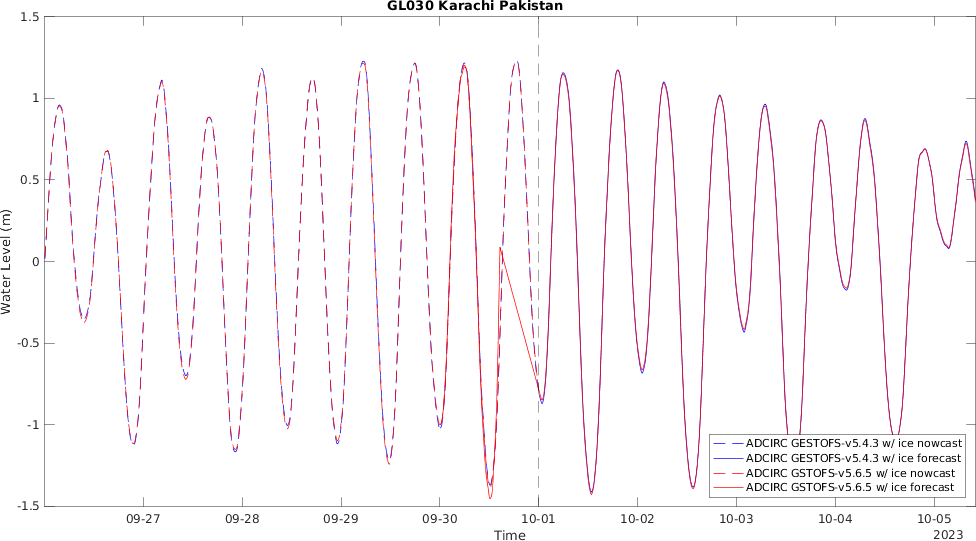 GL030 Karachi Pakistan
1.5
1
0.5
0
-0.5
-1
-1.5
Water Level (m)
ADCIRC GESTOFS-v5.4.3 w/ ice nowcast
ADCIRC GESTOFS-v5.4.3 w/ ice forecast
ADCIRC GSTOFS-v5.6.5 w/ ice nowcast
ADCIRC GSTOFS-v5.6.5 w/ ice forecast
09-27 09-28 09-29 09-30 10-01 10-02 10-03 10-04 10-05
Time
2023